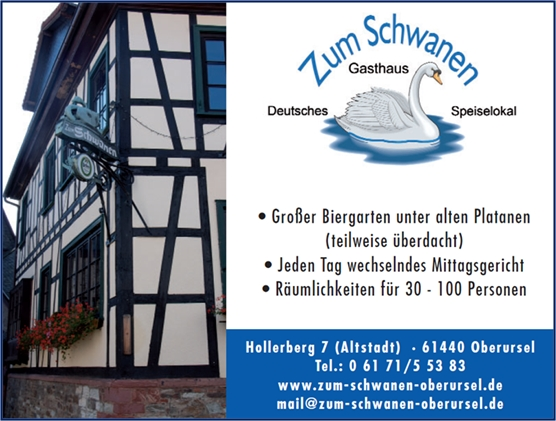 Zum Schwanen
Gasthaus
Deutsches Speiselokal
Schwanen
• Großer Biergarten unter alten Platanen
(teilweise überdacht)
• Jeden Tag wechselndes Mittagsgericht
• Räumlichkeiten für 30 - 100 Personen
Hollerberg 7 (Altstadt) · 61440 Oberursel
Tel.: 0 61 71/5 53 83
www.zum-schwanen-oberursel.de
mail@zum-schwanen-oberursel.de